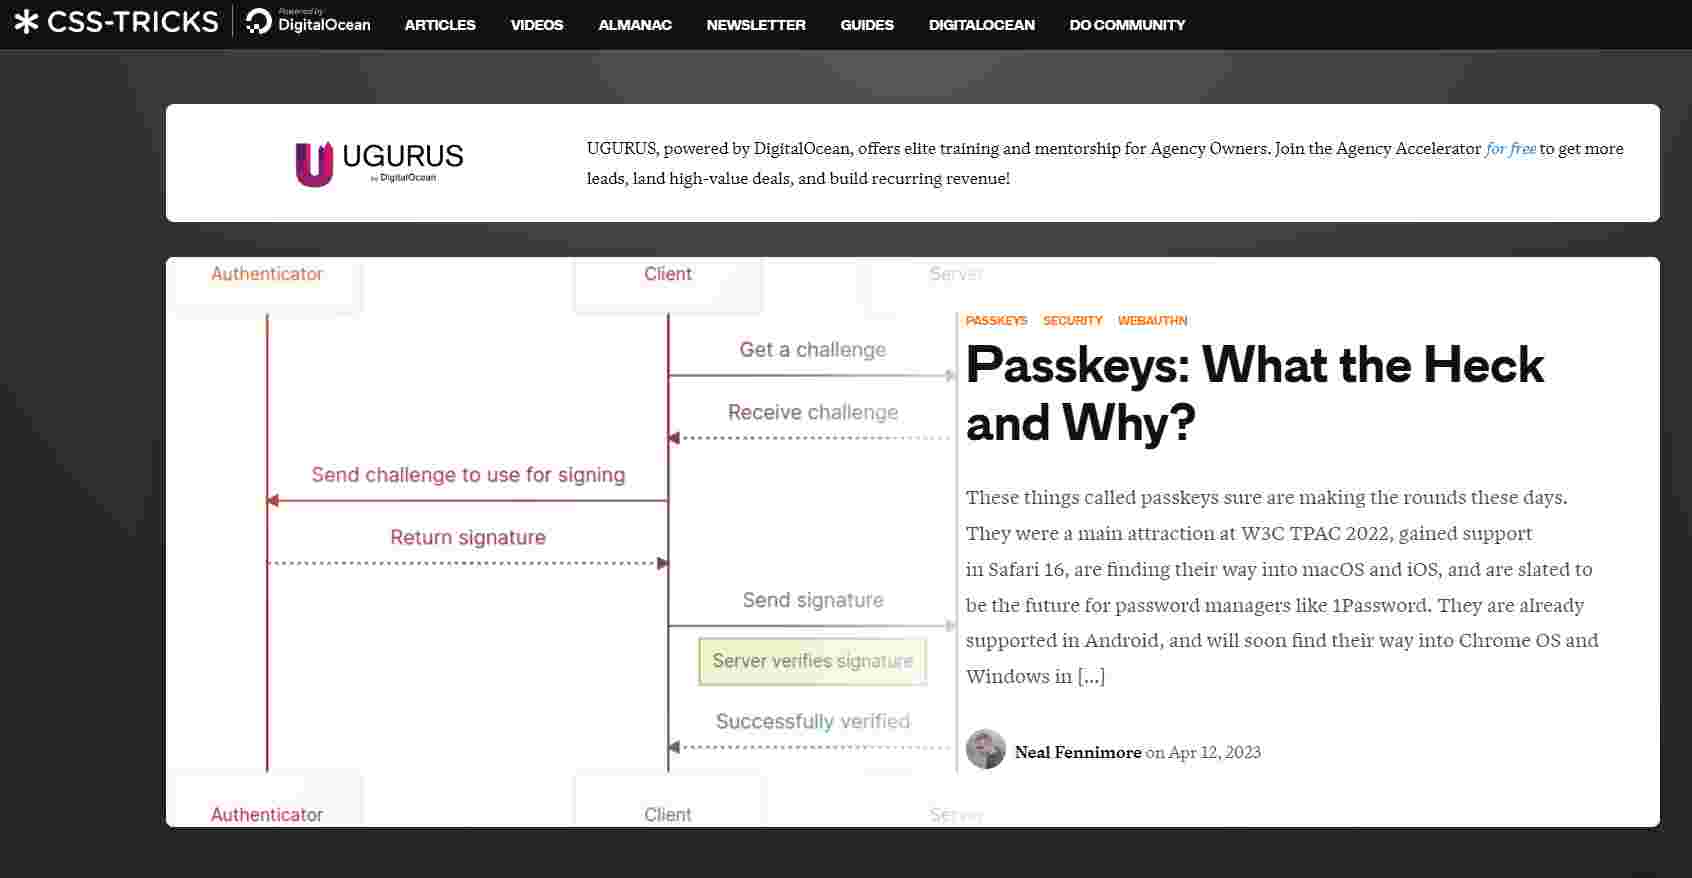 CSS-TRICKS
Powered by
DigitalOcean
ARTICLES
VIDEOS
ALMANAC
NEWSLETTER
GUIDES
DIGITALOCEAN
DO COMMUNITY
UGURUS
by DigitalOcean
UGURUS, powered by DigitalOcean, offers elite training and mentorship for Agency Owners. Join the Agency Accelerator for free to get more
leads, land high-value deals, and build recurring revenue!
Authenticator
Client
Server
Get a challenge
Receive challenge
Send challenge to use for signing
Return signature
Send signature
Server verifies signature
Successfully verified
Authenticator
Client
Server
PASSKEYS
SECURITY
WEBAUTHN
Passkeys: What the Heck
and Why?
These things called passkeys sure are making the rounds these days.
They were a main attraction at W3C TPAC 2022, gained support
in Safari 16, are finding their way into macOS and iOS, and are slated to
be the future for password managers like 1Password. They are already
supported in Android, and will soon find their way into Chrome OS and
Windows in [...]
Neal Fennimore on Apr 12, 2023